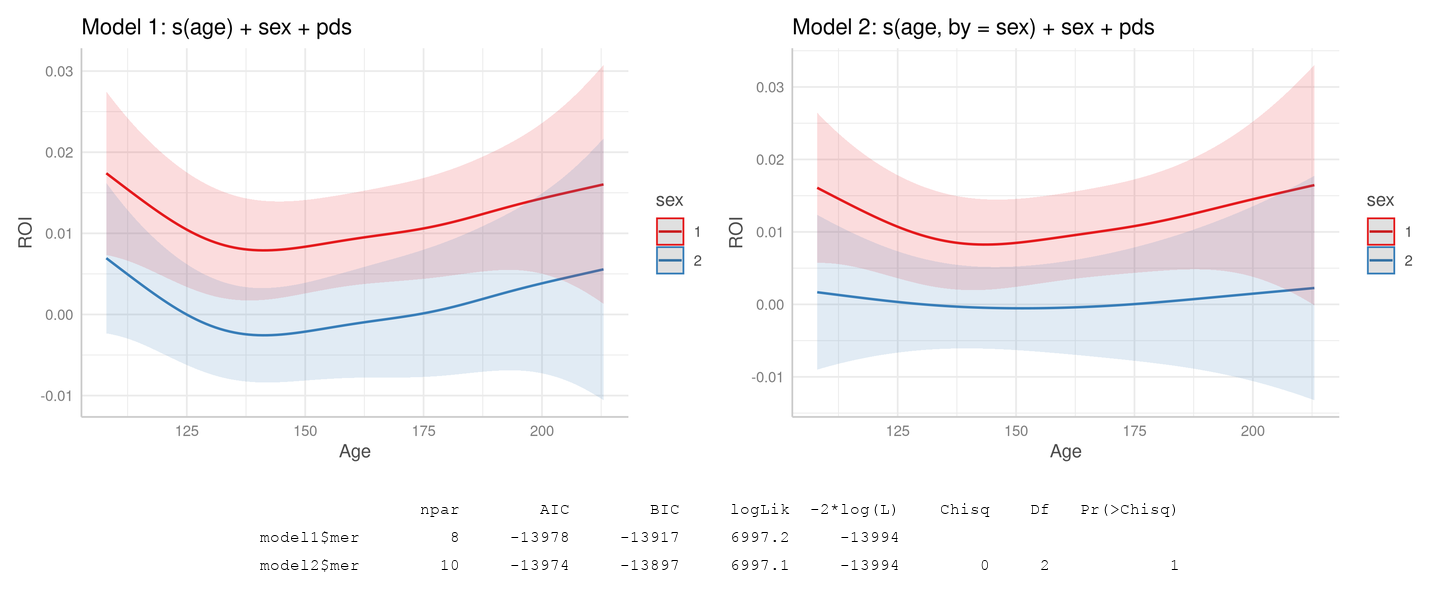 Model 1: s(age) + sex + pds
0.03
0.02
0.01
0.00
-0.01
ROI
125 150 175 200
Age
sex
1
2
Model 2: s(age, by = sex) + sex + pds
0.03
0.02
0.01
0.00
-0.01
ROI
125 150 175 200
Age
sex
1
2
npar AIC BIC logLik -2*log(L) Chisq Df Pr(>Chisq)
model1$mer 8 -13978 -13917 6997.2 -13994
model2$mer 10 -13974 -13897 6997.1 -13994 0 2 1